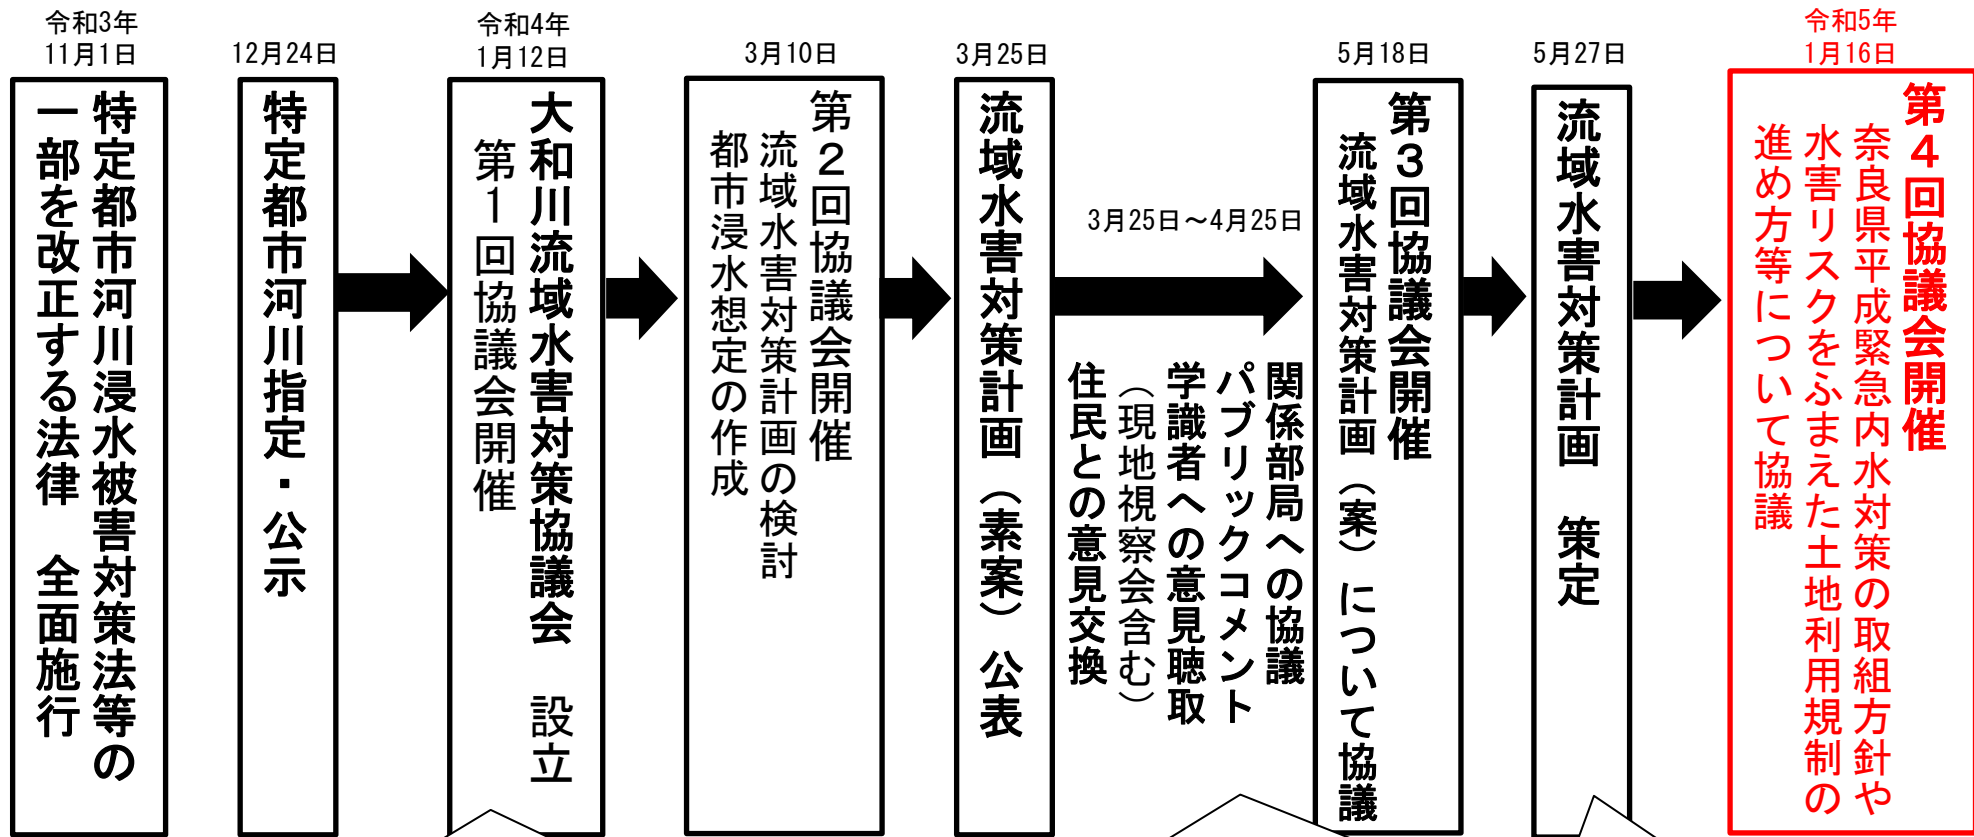 令和3年
11月1日
特定都市河川浸水被害対策法等の
一部を改正する法律　全面施行
12月24日
特定都市河川指定・公示
令和4年
1月12日
大和川流域水害対策協議会　設立
第1回協議会開催
3月10日
第2回協議会開催
流域水害対策計画の検討
都市浸水想定の作成
3月25日
流域水害対策計画（素案）公表
3月25日～4月25日
関係部局への協議
パブリックコメント
学識者への意見聴取
（現地視察会含む）
住民との意見交換
5月18日
第3回協議会開催
流域水害対策計画（案）について協議
5月27日
流域水害対策計画　策定
令和5年
1月16日
第4回協議会開催
奈良県平成緊急内水対策の取組方針や
水害リスクをふまえた土地利用規制の
進め方等について協議